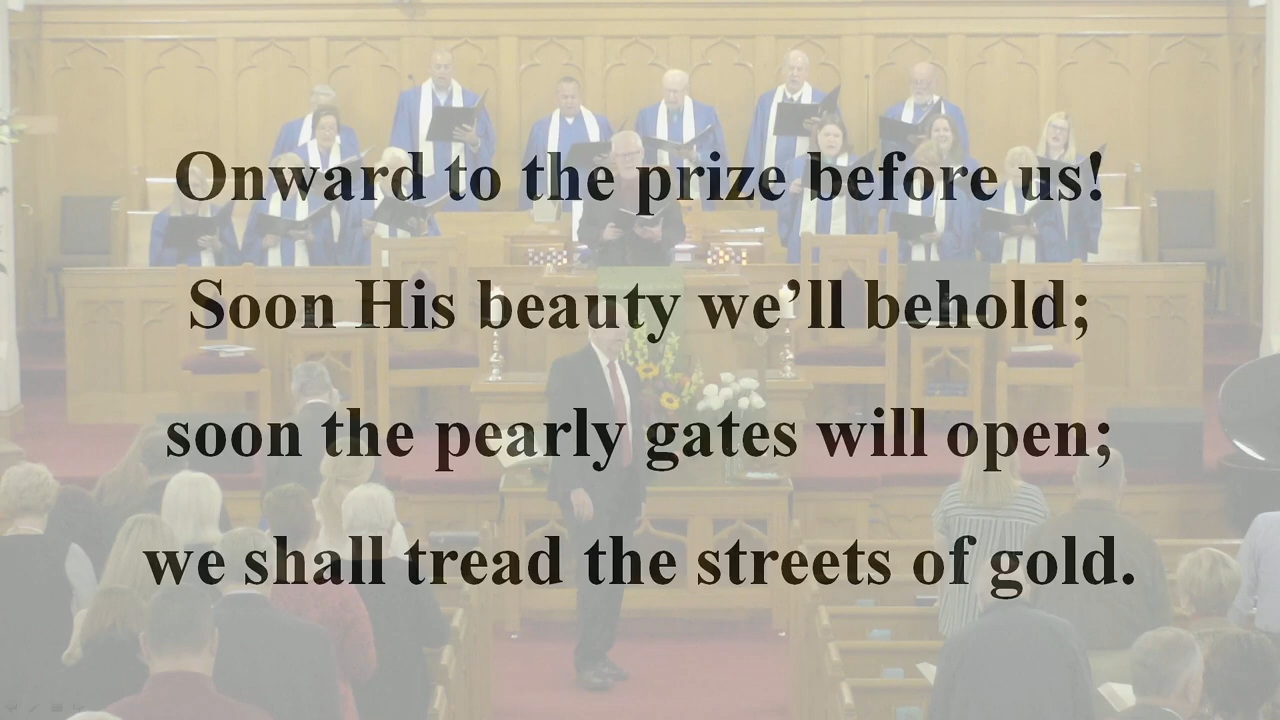 Onward to the prize before us!
Soon His beauty we’ll behold;
soon the pearly gates will open;
we shall tread the streets of gold.